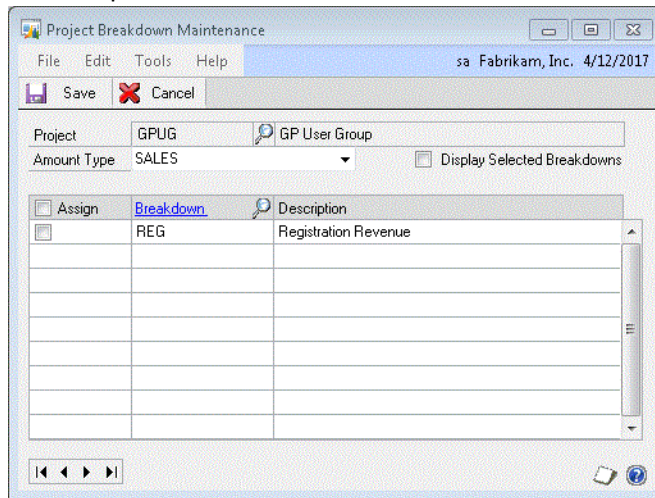 Project Breakdown Maintenance
File Edit Tools Help sa Fabrikam, Inc. 4/12/2017
Save Cancel
Project GPUG GP User Group
Amount Type SALES Display Selected Breakdowns
Assign Breakdown Description
REG Registration Revenue